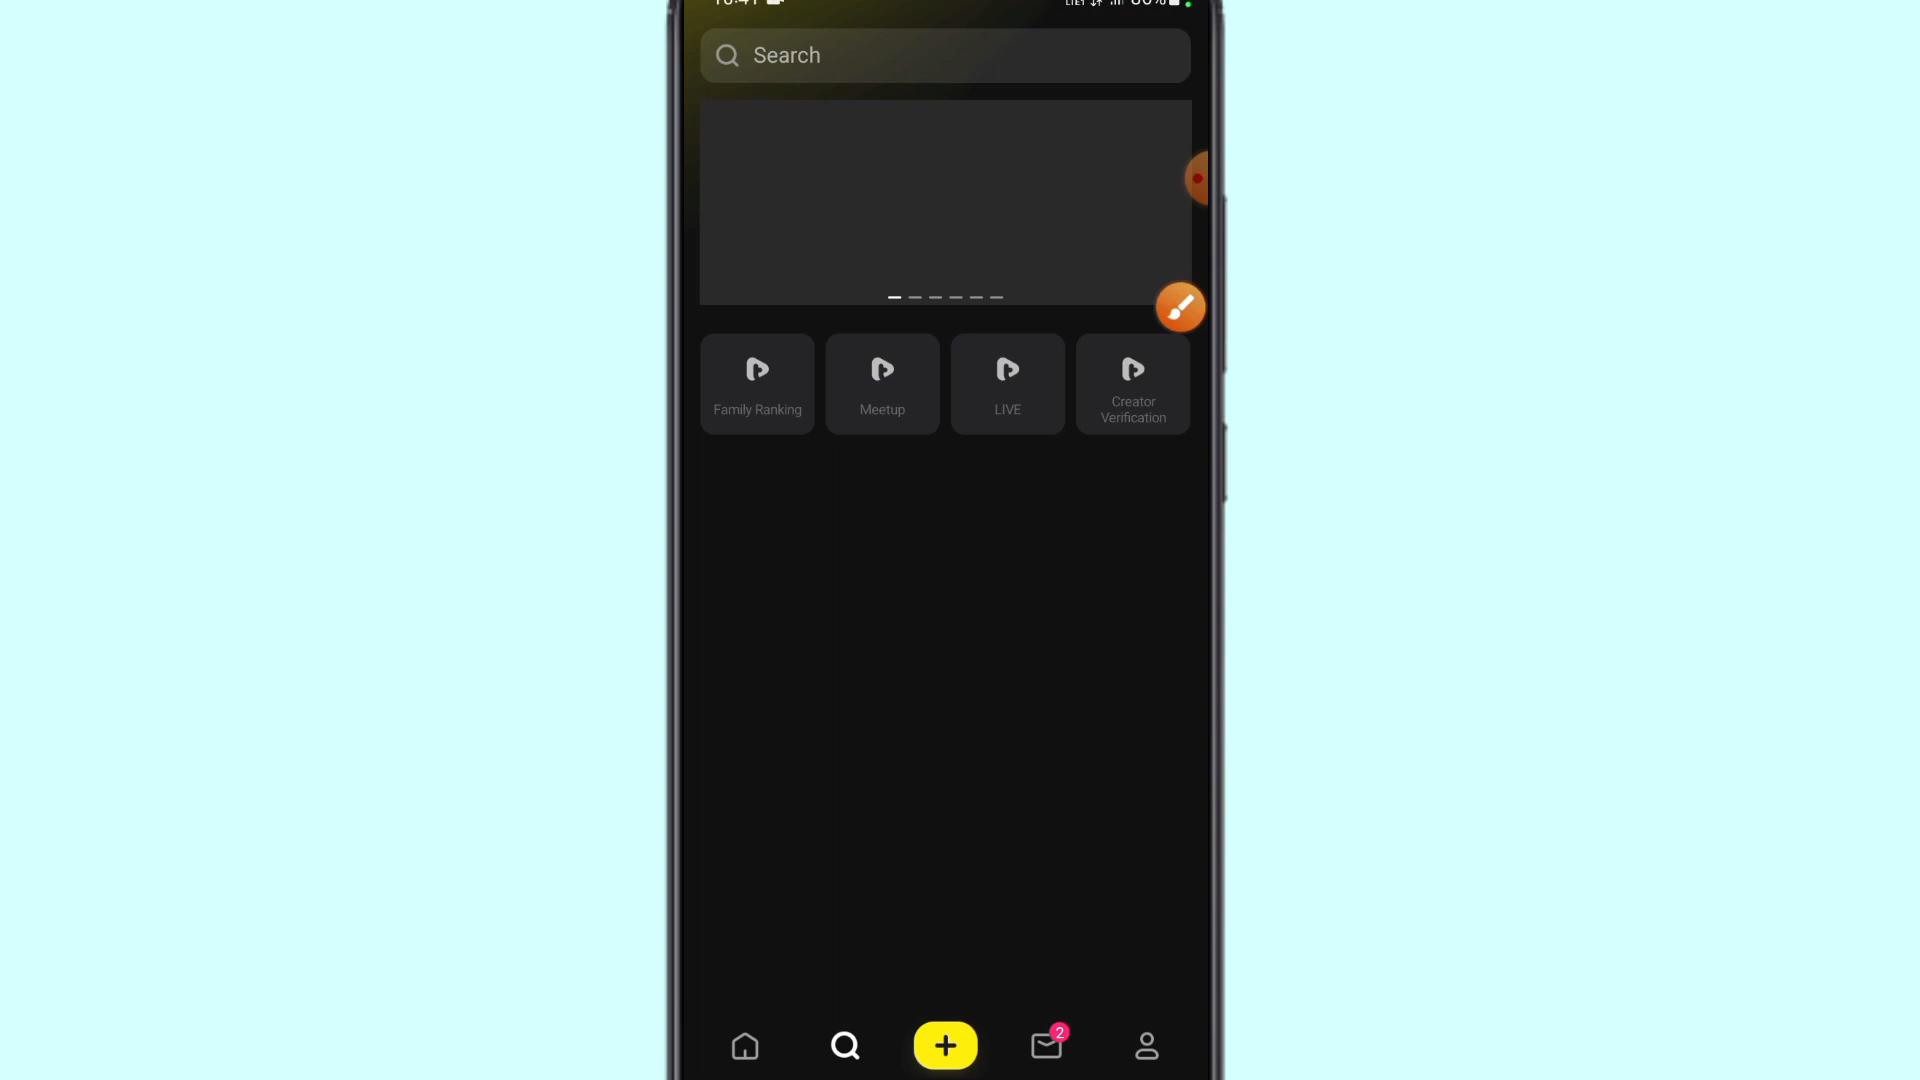 Search
Family Ranking
Meetup
LIVE
Creator
Verification
2